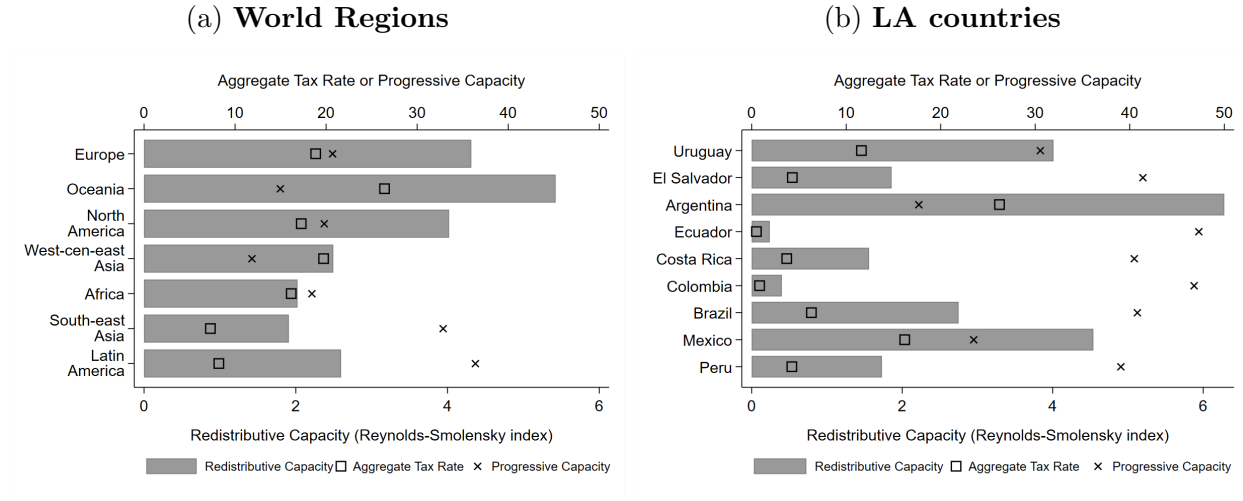 (a) World Regions
Aggregate Tax Rate or Progressive Capacity
0 10 20 30 40 50
Europe
Oceania
North
America
West-cen-east
Asia
Africa
South-east
Asia
Latin
America
0 2 4 6
Redistributive Capacity (Reynolds-Smolensky index)
Redistributive Capacity Aggregate Tax Rate Progressive Capacity
(b) LA countries
Aggregate Tax Rate or Progressive Capacity
0 10 20 30 40 50
Uruguay
El Salvador
Argentina
Ecuador
Costa Rica
Colombia
Brazil
Mexico
Peru
0 2 4 6
Redistributive Capacity (Reynolds-Smolensky index)
Redistributive Capacity Aggregate Tax Rate Progressive Capacity